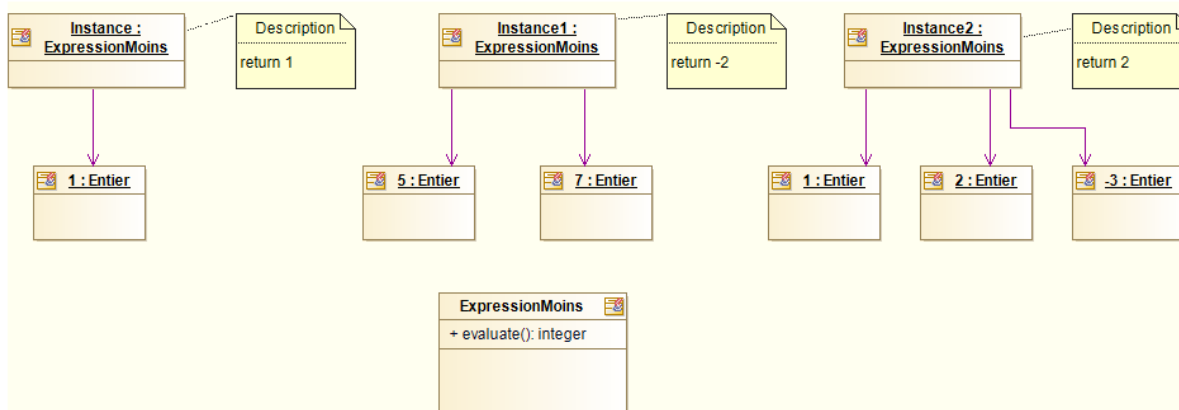 Instance :
ExpressionMoins
Description
return 1
Instance1 :
ExpressionMoins
Description
return -2
Instance2 :
ExpressionMoins
Description
return 2
1 : Entier
5 : Entier
7 : Entier
1 : Entier
2 : Entier
-3 : Entier
ExpressionMoins
+ evaluate(): integer